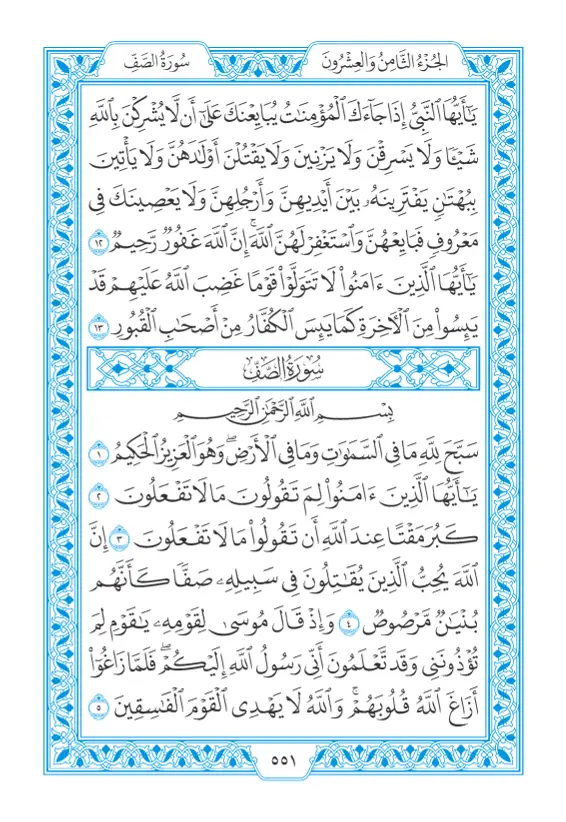 الجُزْءُ الثَّامِنُ وَالعِشْرُونَ
سُورَةُ الصَّفِّ
يَٰٓأَيُّهَا ٱلنَّبِيُّ إِذَا جَآءَكَ ٱلْمُؤْمِنَٰتُ يُبَايِعْنَكَ عَلَىٰٓ أَن لَّا يُشْرِكْنَ بِٱللَّهِ
شَيْـًٔا وَلَا يَسْرِقْنَ وَلَا يَزْنِينَ وَلَا يَقْتُلْنَ أَوْلَٰدَهُنَّ وَلَا يَأْتِينَ
بِبُهْتَٰنٍ يَفْتَرِينَهُۥ بَيْنَ أَيْدِيهِنَّ وَأَرْجُلِهِنَّ وَلَا يَعْصِينَكَ فِي
مَعْرُوفٍ فَبَايِعْهُنَّ وَٱسْتَغْفِرْ لَهُنَّ ٱللَّهَۚ إِنَّ ٱللَّهَ غَفُورٌ رَّحِيمٌ ١٢
يَٰٓأَيُّهَا ٱلَّذِينَ ءَامَنُوا۟ لَا تَتَوَلَّوْا۟ قَوْمًا غَضِبَ ٱللَّهُ عَلَيْهِمْ قَدْ
يَئِسُوا۟ مِنَ ٱلْءَاخِرَةِ كَمَا يَئِسَ ٱلْكُفَّارُ مِنْ أَصْحَٰبِ ٱلْقُبُورِ ١٣
سُورَةُ الصَّفِّ
بِسْمِ ٱللَّهِ ٱلرَّحْمَٰنِ ٱلرَّحِيمِ
سَبَّحَ لِلَّهِ مَا فِي ٱلسَّمَٰوَٰتِ وَمَا فِي ٱلْأَرْضِۖ وَهُوَ ٱلْعَزِيزُ ٱلْحَكِيمُ ١
يَٰٓأَيُّهَا ٱلَّذِينَ ءَامَنُوا۟ لِمَ تَقُولُونَ مَا لَا تَفْعَلُونَ ٢
كَبُرَ مَقْتًا عِندَ ٱللَّهِ أَن تَقُولُوا۟ مَا لَا تَفْعَلُونَ ٣ إِنَّ
ٱللَّهَ يُحِبُّ ٱلَّذِينَ يُقَٰتِلُونَ فِي سَبِيلِهِۦ صَفًّا كَأَنَّهُم
بُنْيَٰنٌ مَّرْصُوصٌ ٤ وَإِذْ قَالَ مُوسَىٰ لِقَوْمِهِۦ يَٰقَوْمِ لِمَ
تُؤْذُونَنِي وَقَد تَّعْلَمُونَ أَنِّي رَسُولُ ٱللَّهِ إِلَيْكُمْۖ فَلَمَّا زَاغُوٓا۟
أَزَاغَ ٱللَّهُ قُلُوبَهُمْۚ وَٱللَّهُ لَا يَهْدِي ٱلْقَوْمَ ٱلْفَٰسِقِينَ ٥
٥٥١